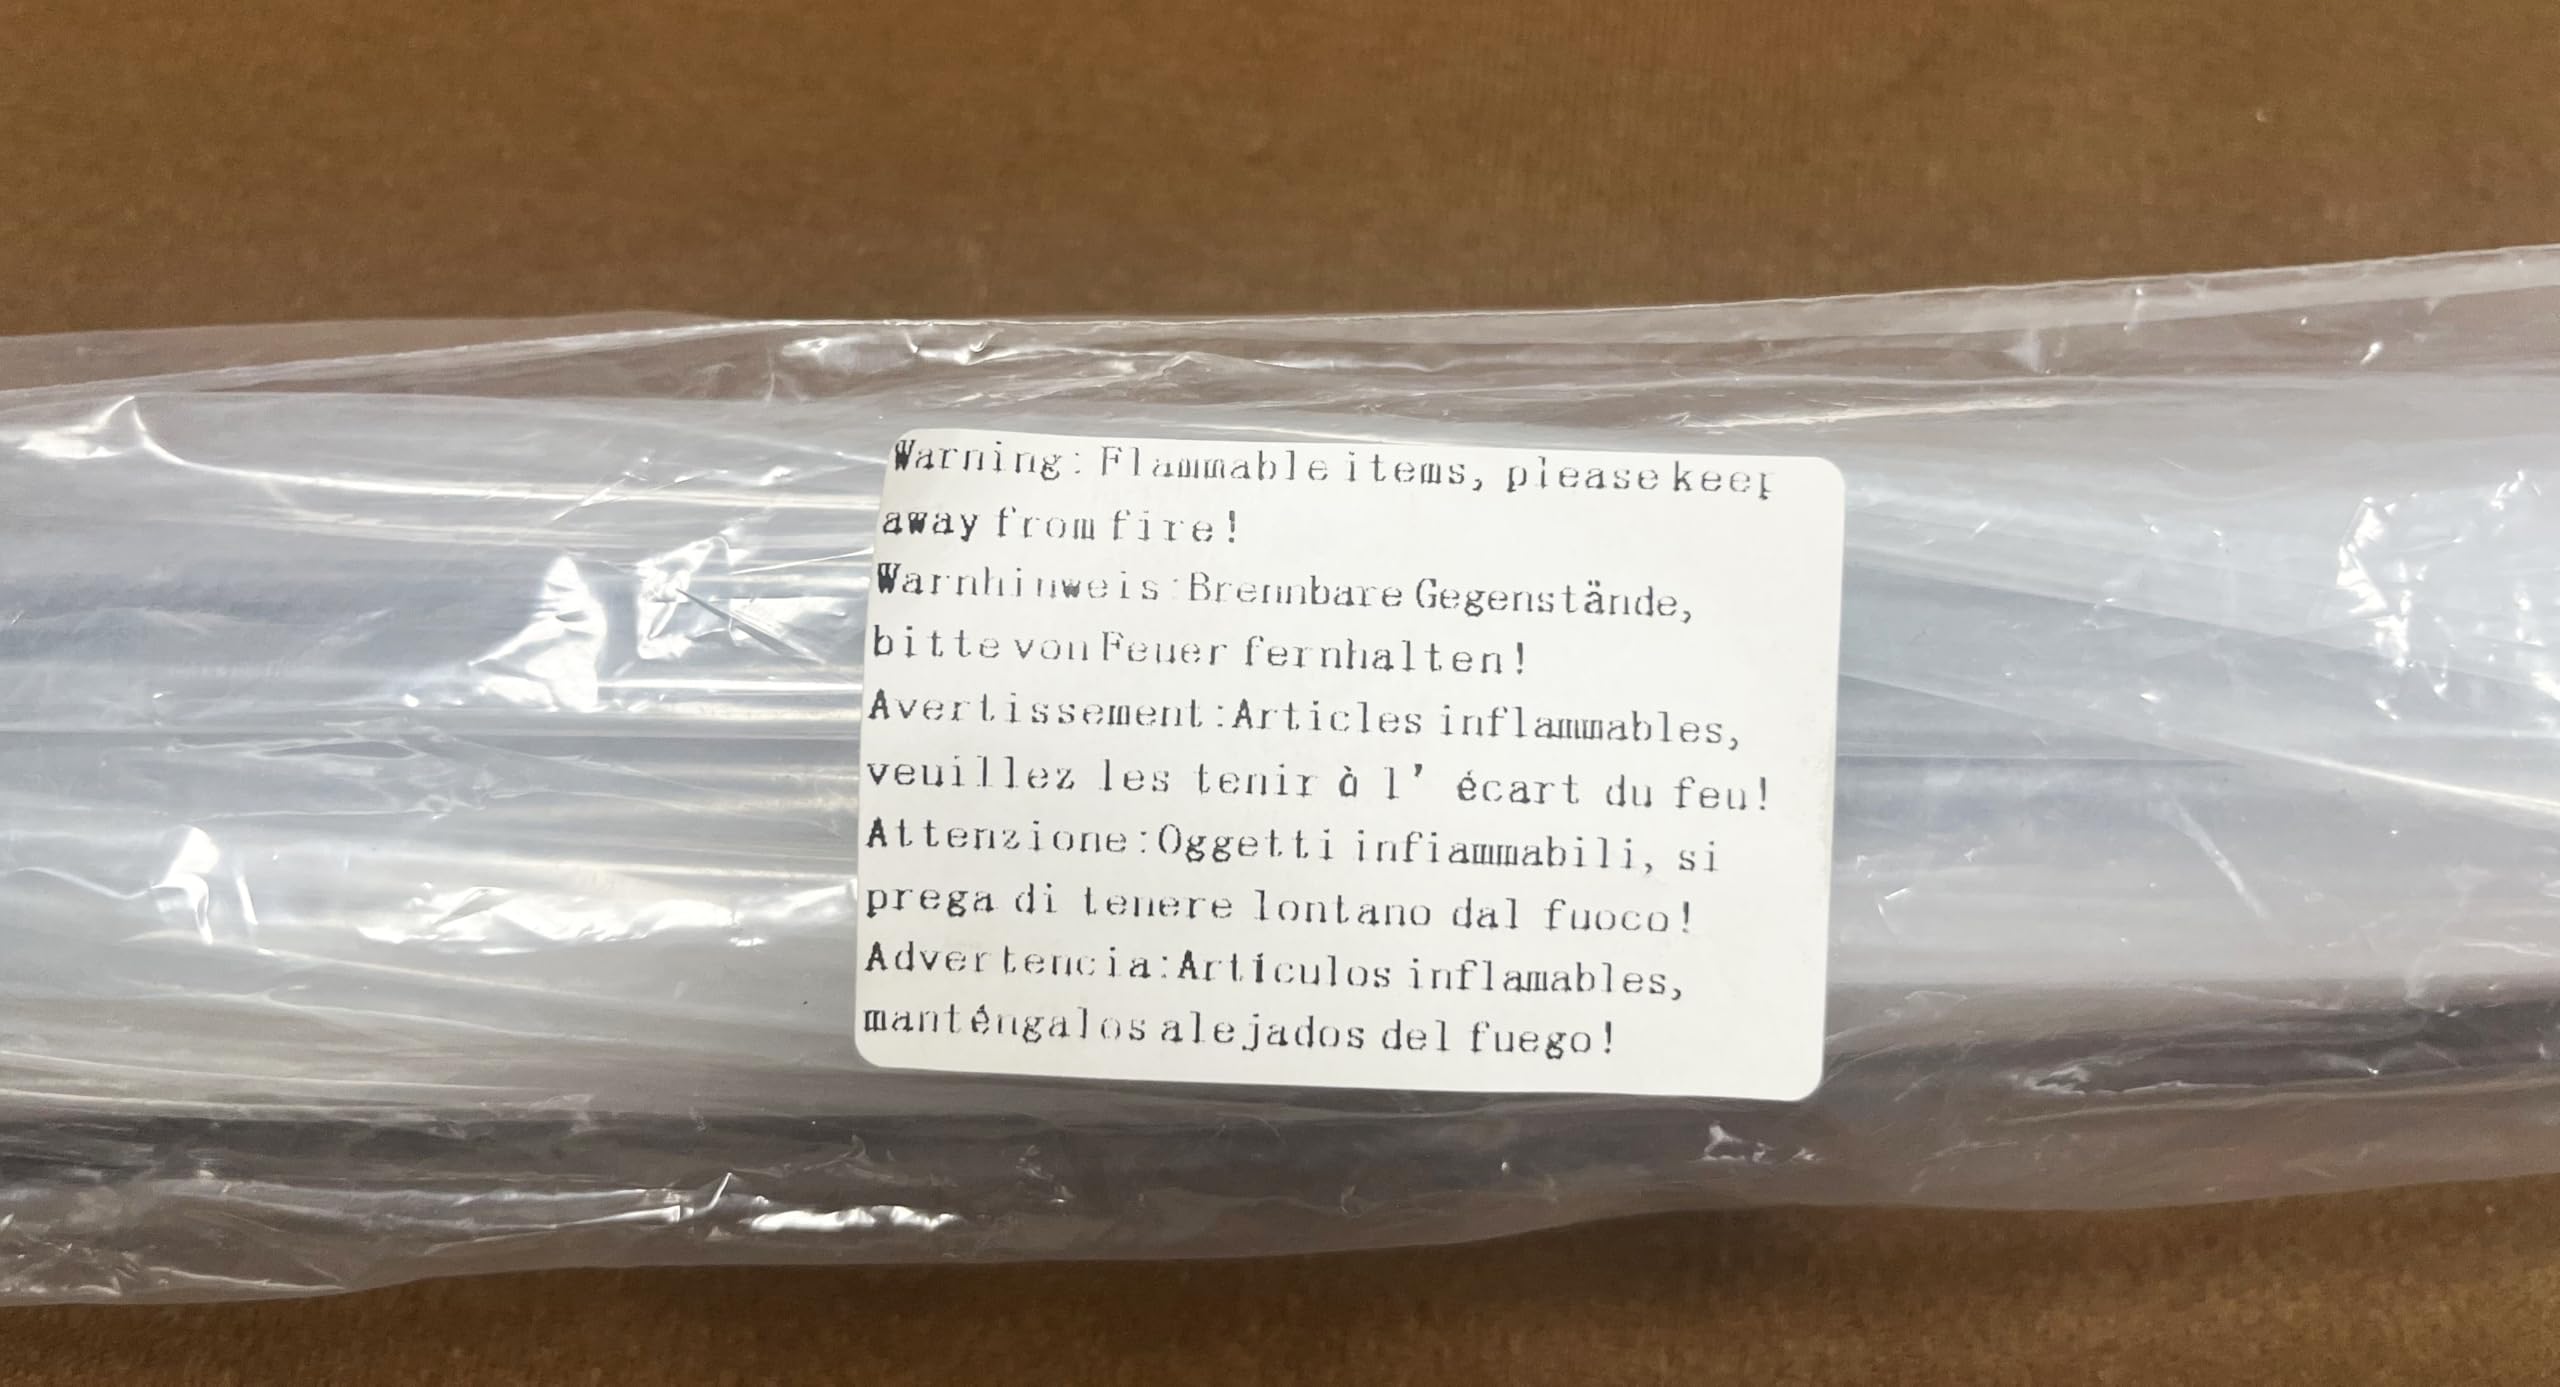 Warning: Flammable items, please keep
away from fire!
Warnhinweis:Brennbare Gegenstände,
bitte von Feuer fernhalten!
Avertissement:Articles inflammables,
veuillez les tenir à l’ écart du feu!
Attenzione:Oggetti infiammabili, si
prega di tenere lontano dal fuoco!
Advertencia:Artículos inflamables,
manténgalos alejados del fuego!